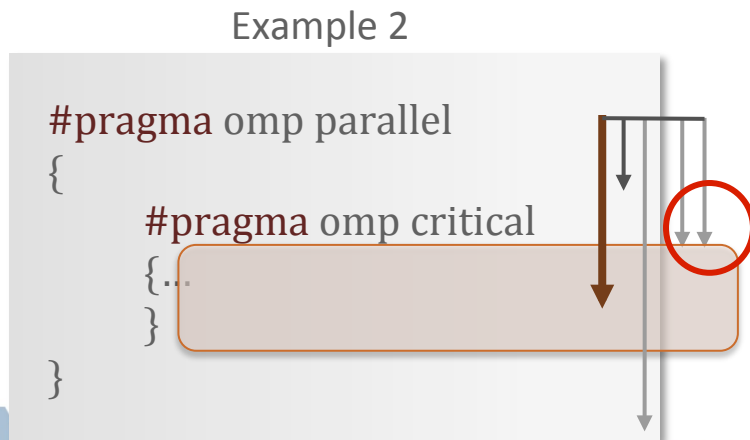 Example 2
#pragma omp parallel
{
#pragma omp critical
{...
}
}